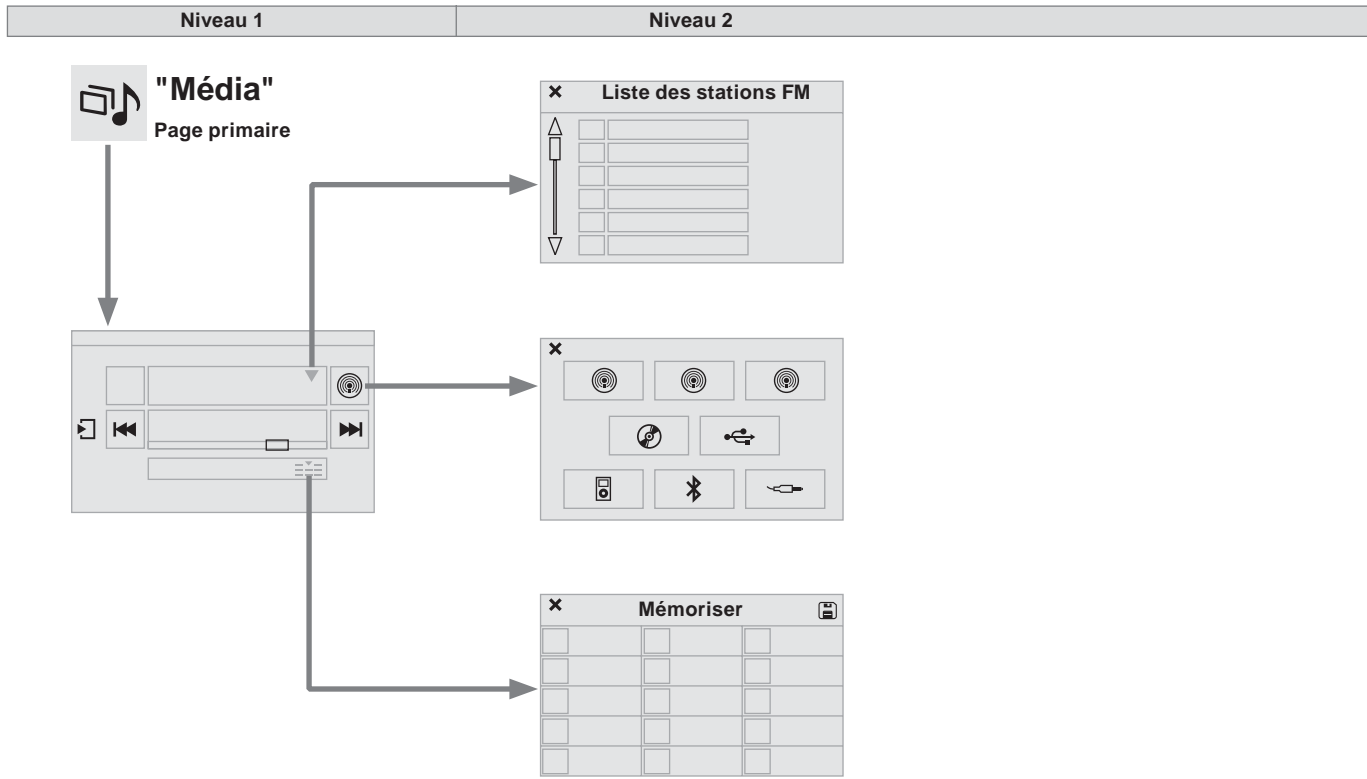 Niveau 1
Niveau 2
"Média"
Page primaire
Liste des stations FM
Mémoriser